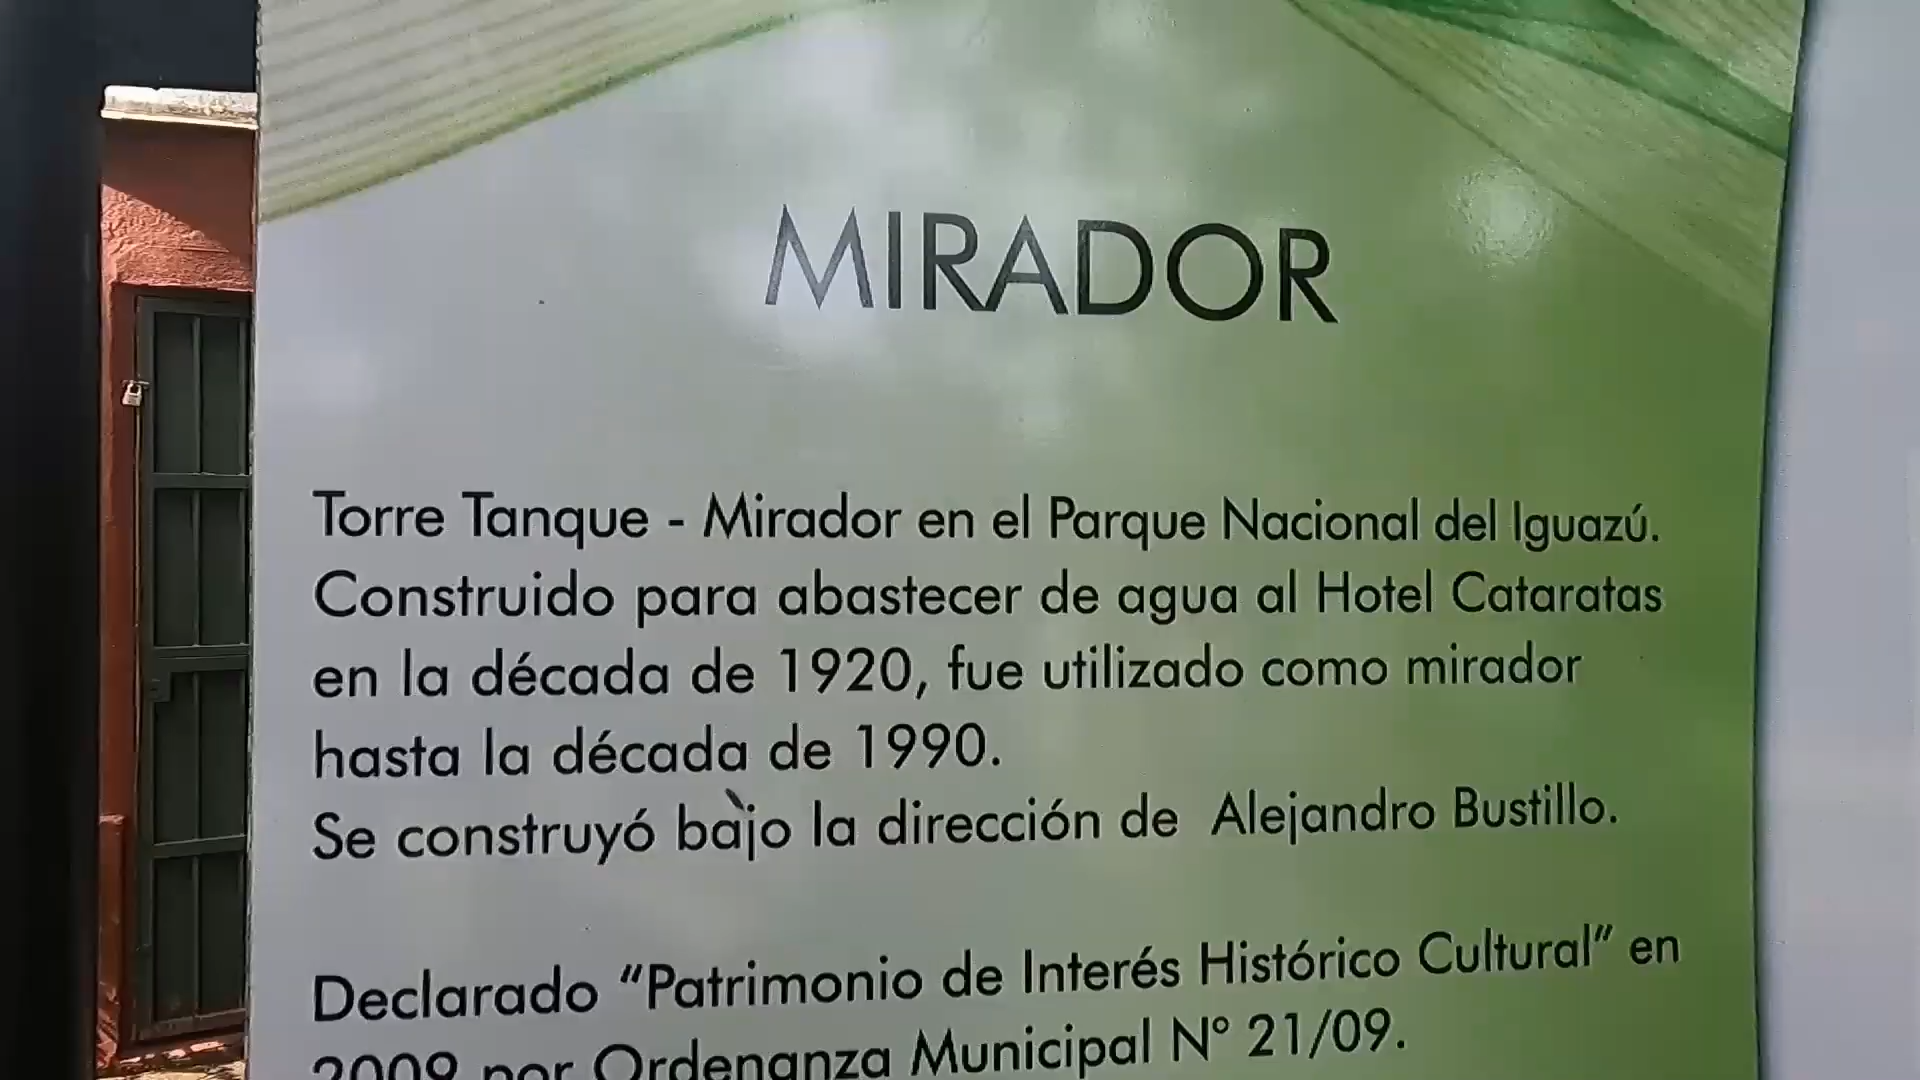 MIRADOR
Torre Tanque - Mirador en el Parque Nacional del Iguazú.
Construido para abastecer de agua al Hotel Cataratas
en la década de 1920, fue utilizado como mirador
hasta la década de 1990.
Se construyó bajo la dirección de Alejandro Bustillo.
Declarado “Patrimonio de Interés Histórico Cultural” en
2009 por Ordenanza Municipal N° 21/09.